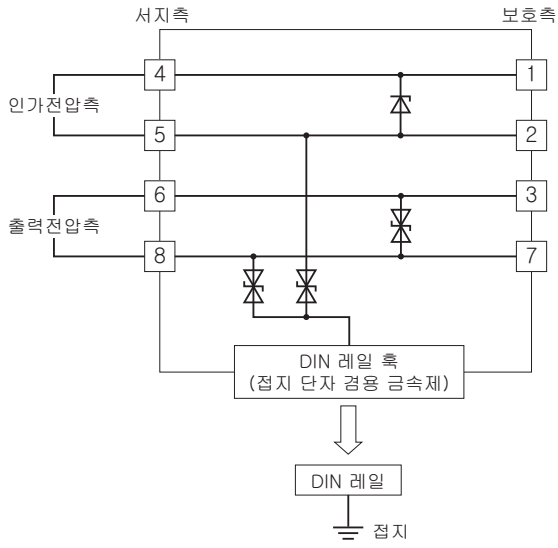 서지측
보호측
4
1
인가전압측
5
2
6
3
출력전압측
8
7
DIN 레일 훅
(접지 단자 겸용 금속제)
DIN 레일
접지